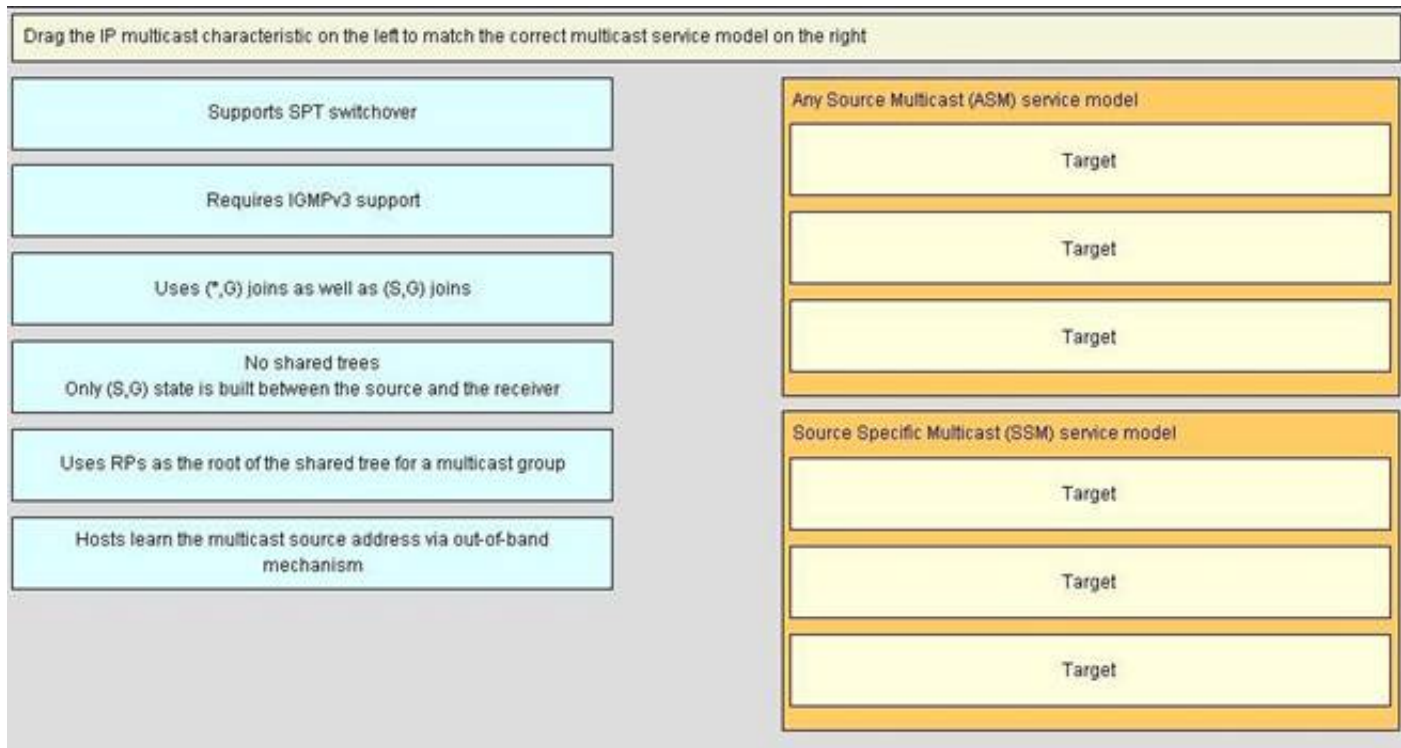 Drag the IP multicast characteristic on the left to match the correct multicast service model on the right
Supports SPT switchover
Requires IGMPv3 support
Uses (*,G) joins as well as (S,G) joins
No shared trees
Only (S,G) state is built between the source and the receiver
Uses RPs as the root of the shared tree for a multicast group
Hosts learn the multicast source address via out-of-band
mechanism
Any Source Multicast (ASM) service model
Target
Target
Target
Source Specific Multicast (SSM) service model
Target
Target
Target